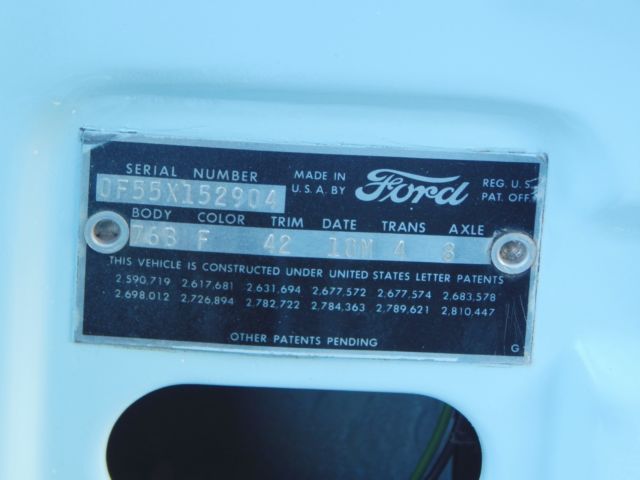 SERIAL NUMBER
MADE IN
U.S.A. BY
Ford
REG. U.S.
PAT. OFF.
0F55X152904
BODY COLOR TRIM DATE TRANS AXLE
76B F 42 10M 4 8
THIS VEHICLE IS CONSTRUCTED UNDER UNITED STATES LETTER PATENTS
2,590,719 2,617,681 2,631,694 2,677,572 2,677,574 2,683,578
2,698,012 2,726,894 2,782,722 2,784,363 2,789,621 2,810,447
OTHER PATENTS PENDING
G